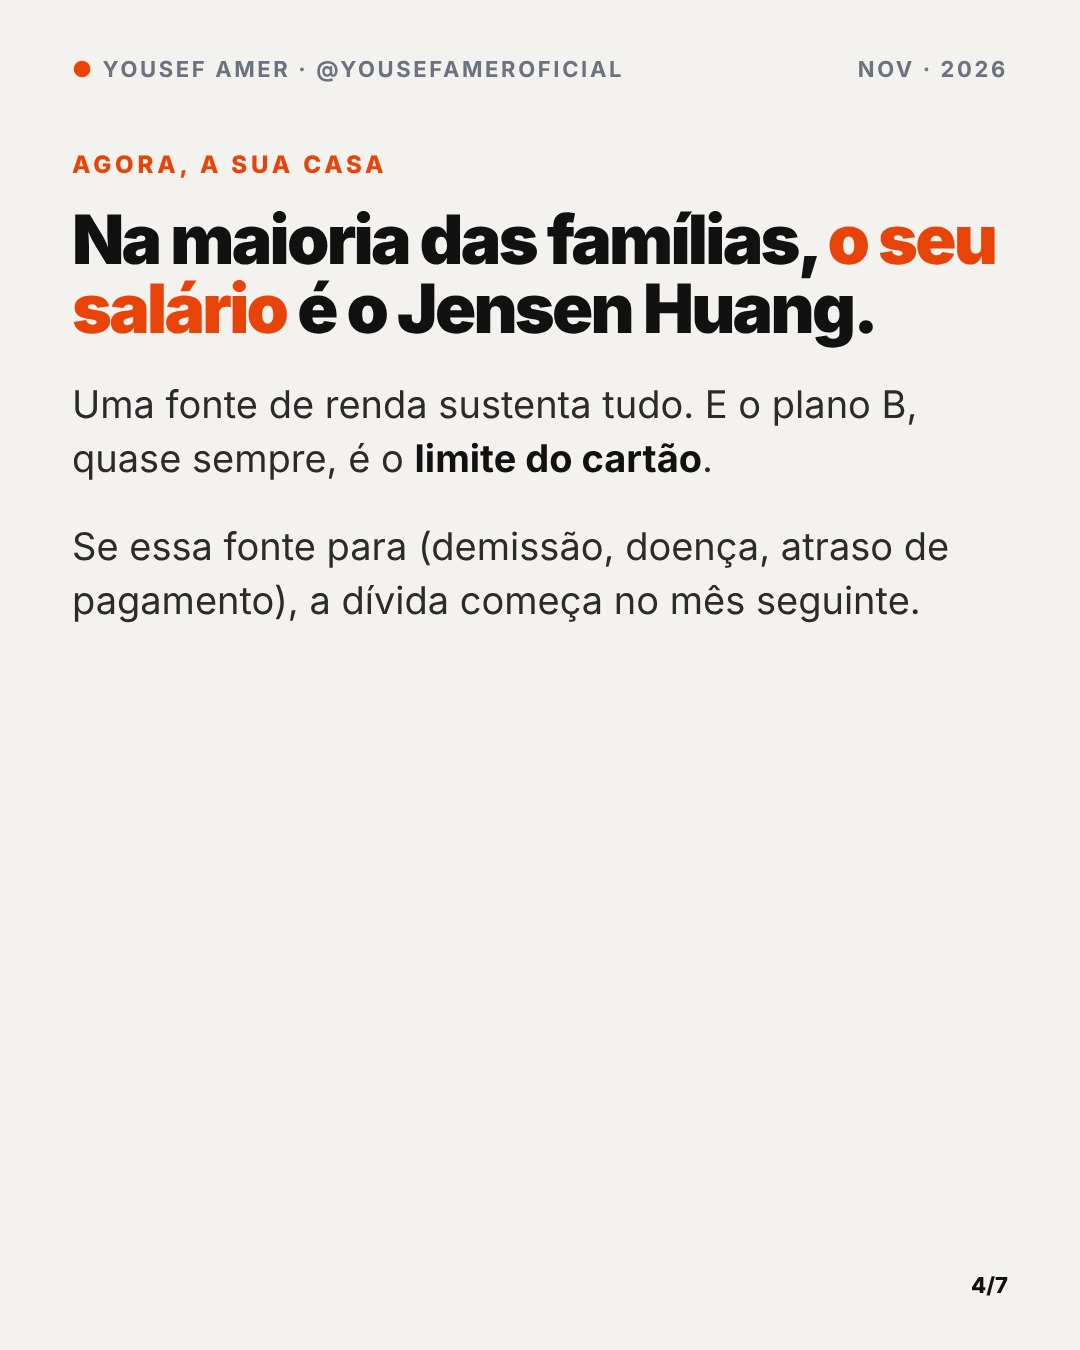 YOUSEF AMER · @YOUSEFAMEROFICIAL
NOV · 2026
AGORA, A SUA CASA
Na maioria das famílias, o seu
salário é o Jensen Huang.
Uma fonte de renda sustenta tudo. E o plano B,
quase sempre, é o limite do cartão.
Se essa fonte para (demissão, doença, atraso de
pagamento), a dívida começa no mês seguinte.
4/7